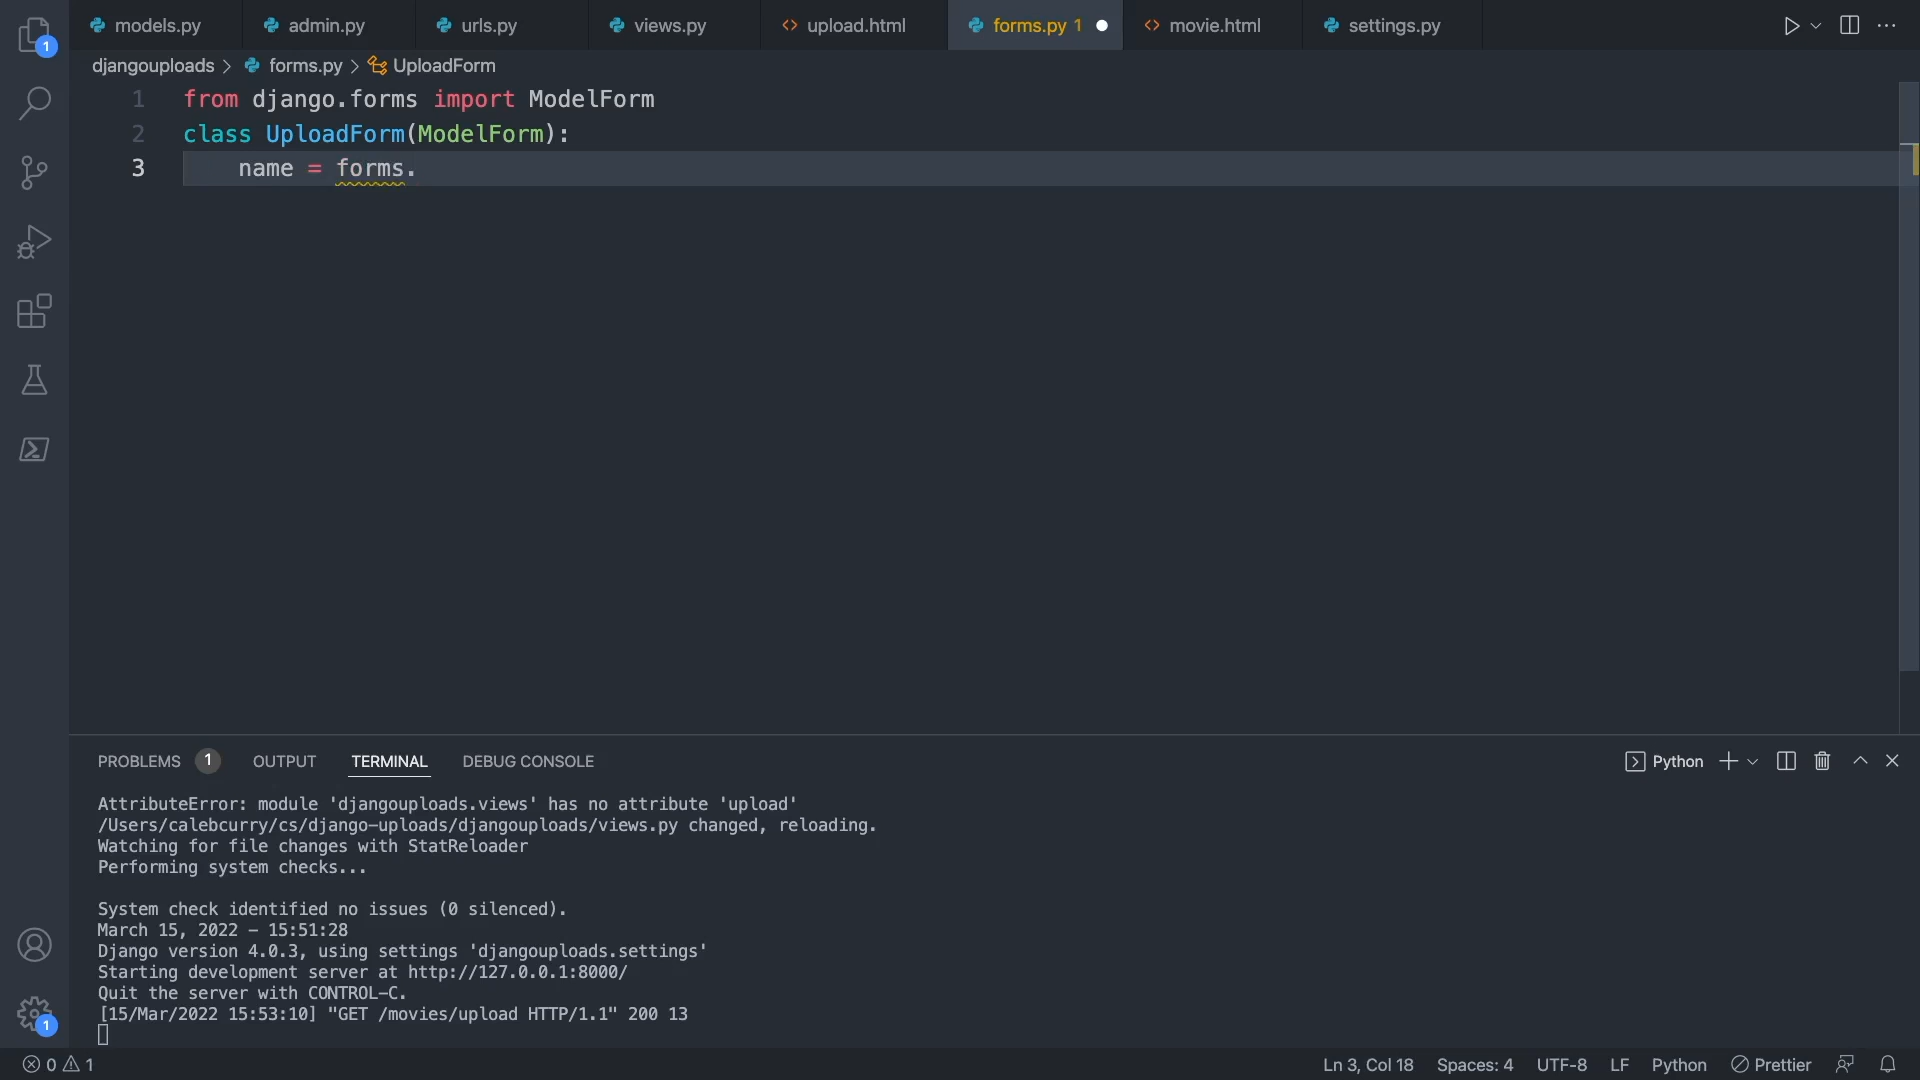 models.py admin.py urls.py views.py <> upload.html forms.py 1 <> movie.html settings.py
1
djangouploads > forms.py > UploadForm
1 from django.forms import ModelForm
2 class UploadForm(ModelForm):
3 name = forms.
PROBLEMS 1 OUTPUT TERMINAL DEBUG CONSOLE Python
AttributeError: module 'djangouploads.views' has no attribute 'upload'
/Users/calebcurry/cs/django-uploads/djangouploads/views.py changed, reloading.
Watching for file changes with StatReloader
Performing system checks...
System check identified no issues (0 silenced).
March 15, 2022 - 15:51:28
Django version 4.0.3, using settings 'djangouploads.settings'
Starting development server at http://127.0.0.1:8000/
Quit the server with CONTROL-C.
[15/Mar/2022 15:53:10] "GET /movies/upload HTTP/1.1" 200 13
1
0 1 Ln 3, Col 18 Spaces: 4 UTF-8 LF Python Prettier